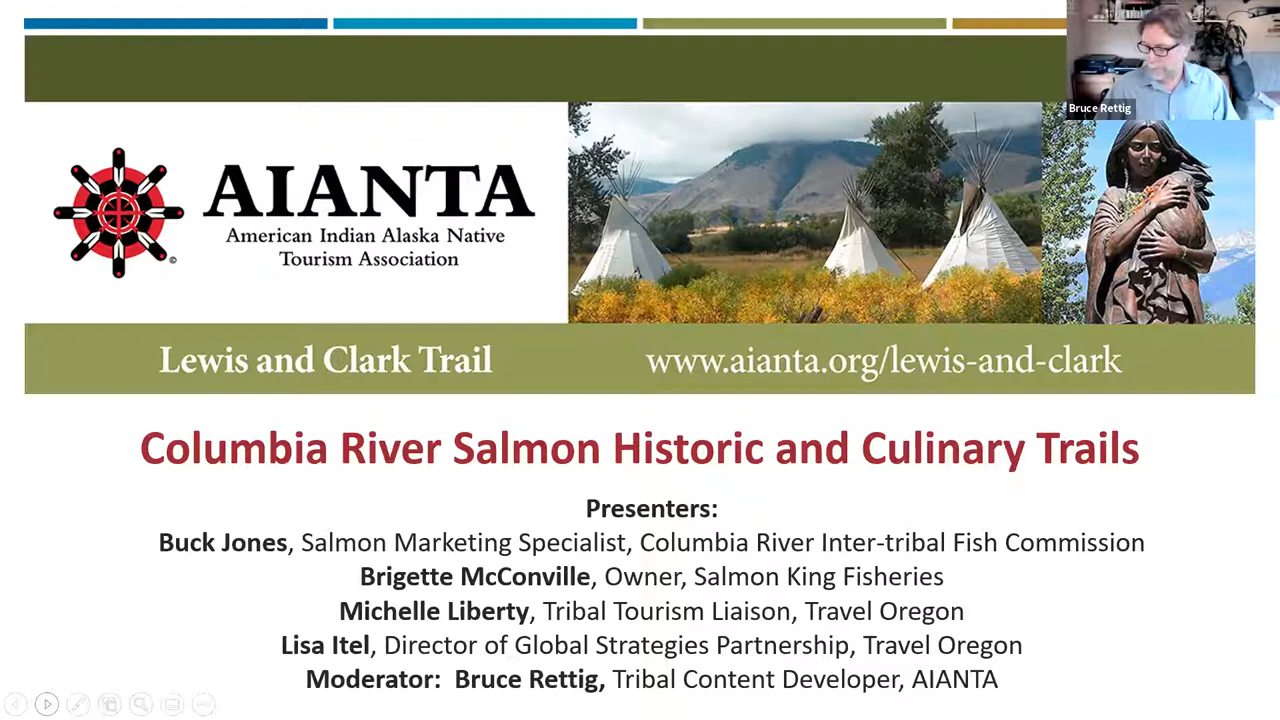 Bruce Rettig
AIANTA
American Indian Alaska Native
Tourism Association
©
Lewis and Clark Trail
www.aianta.org/lewis-and-clark
Columbia River Salmon Historic and Culinary Trails
Presenters:
Buck Jones, Salmon Marketing Specialist, Columbia River Inter-tribal Fish Commission
Brigette McConville, Owner, Salmon King Fisheries
Michelle Liberty, Tribal Tourism Liaison, Travel Oregon
Lisa Itel, Director of Global Strategies Partnership, Travel Oregon
Moderator: Bruce Rettig, Tribal Content Developer, AIANTA